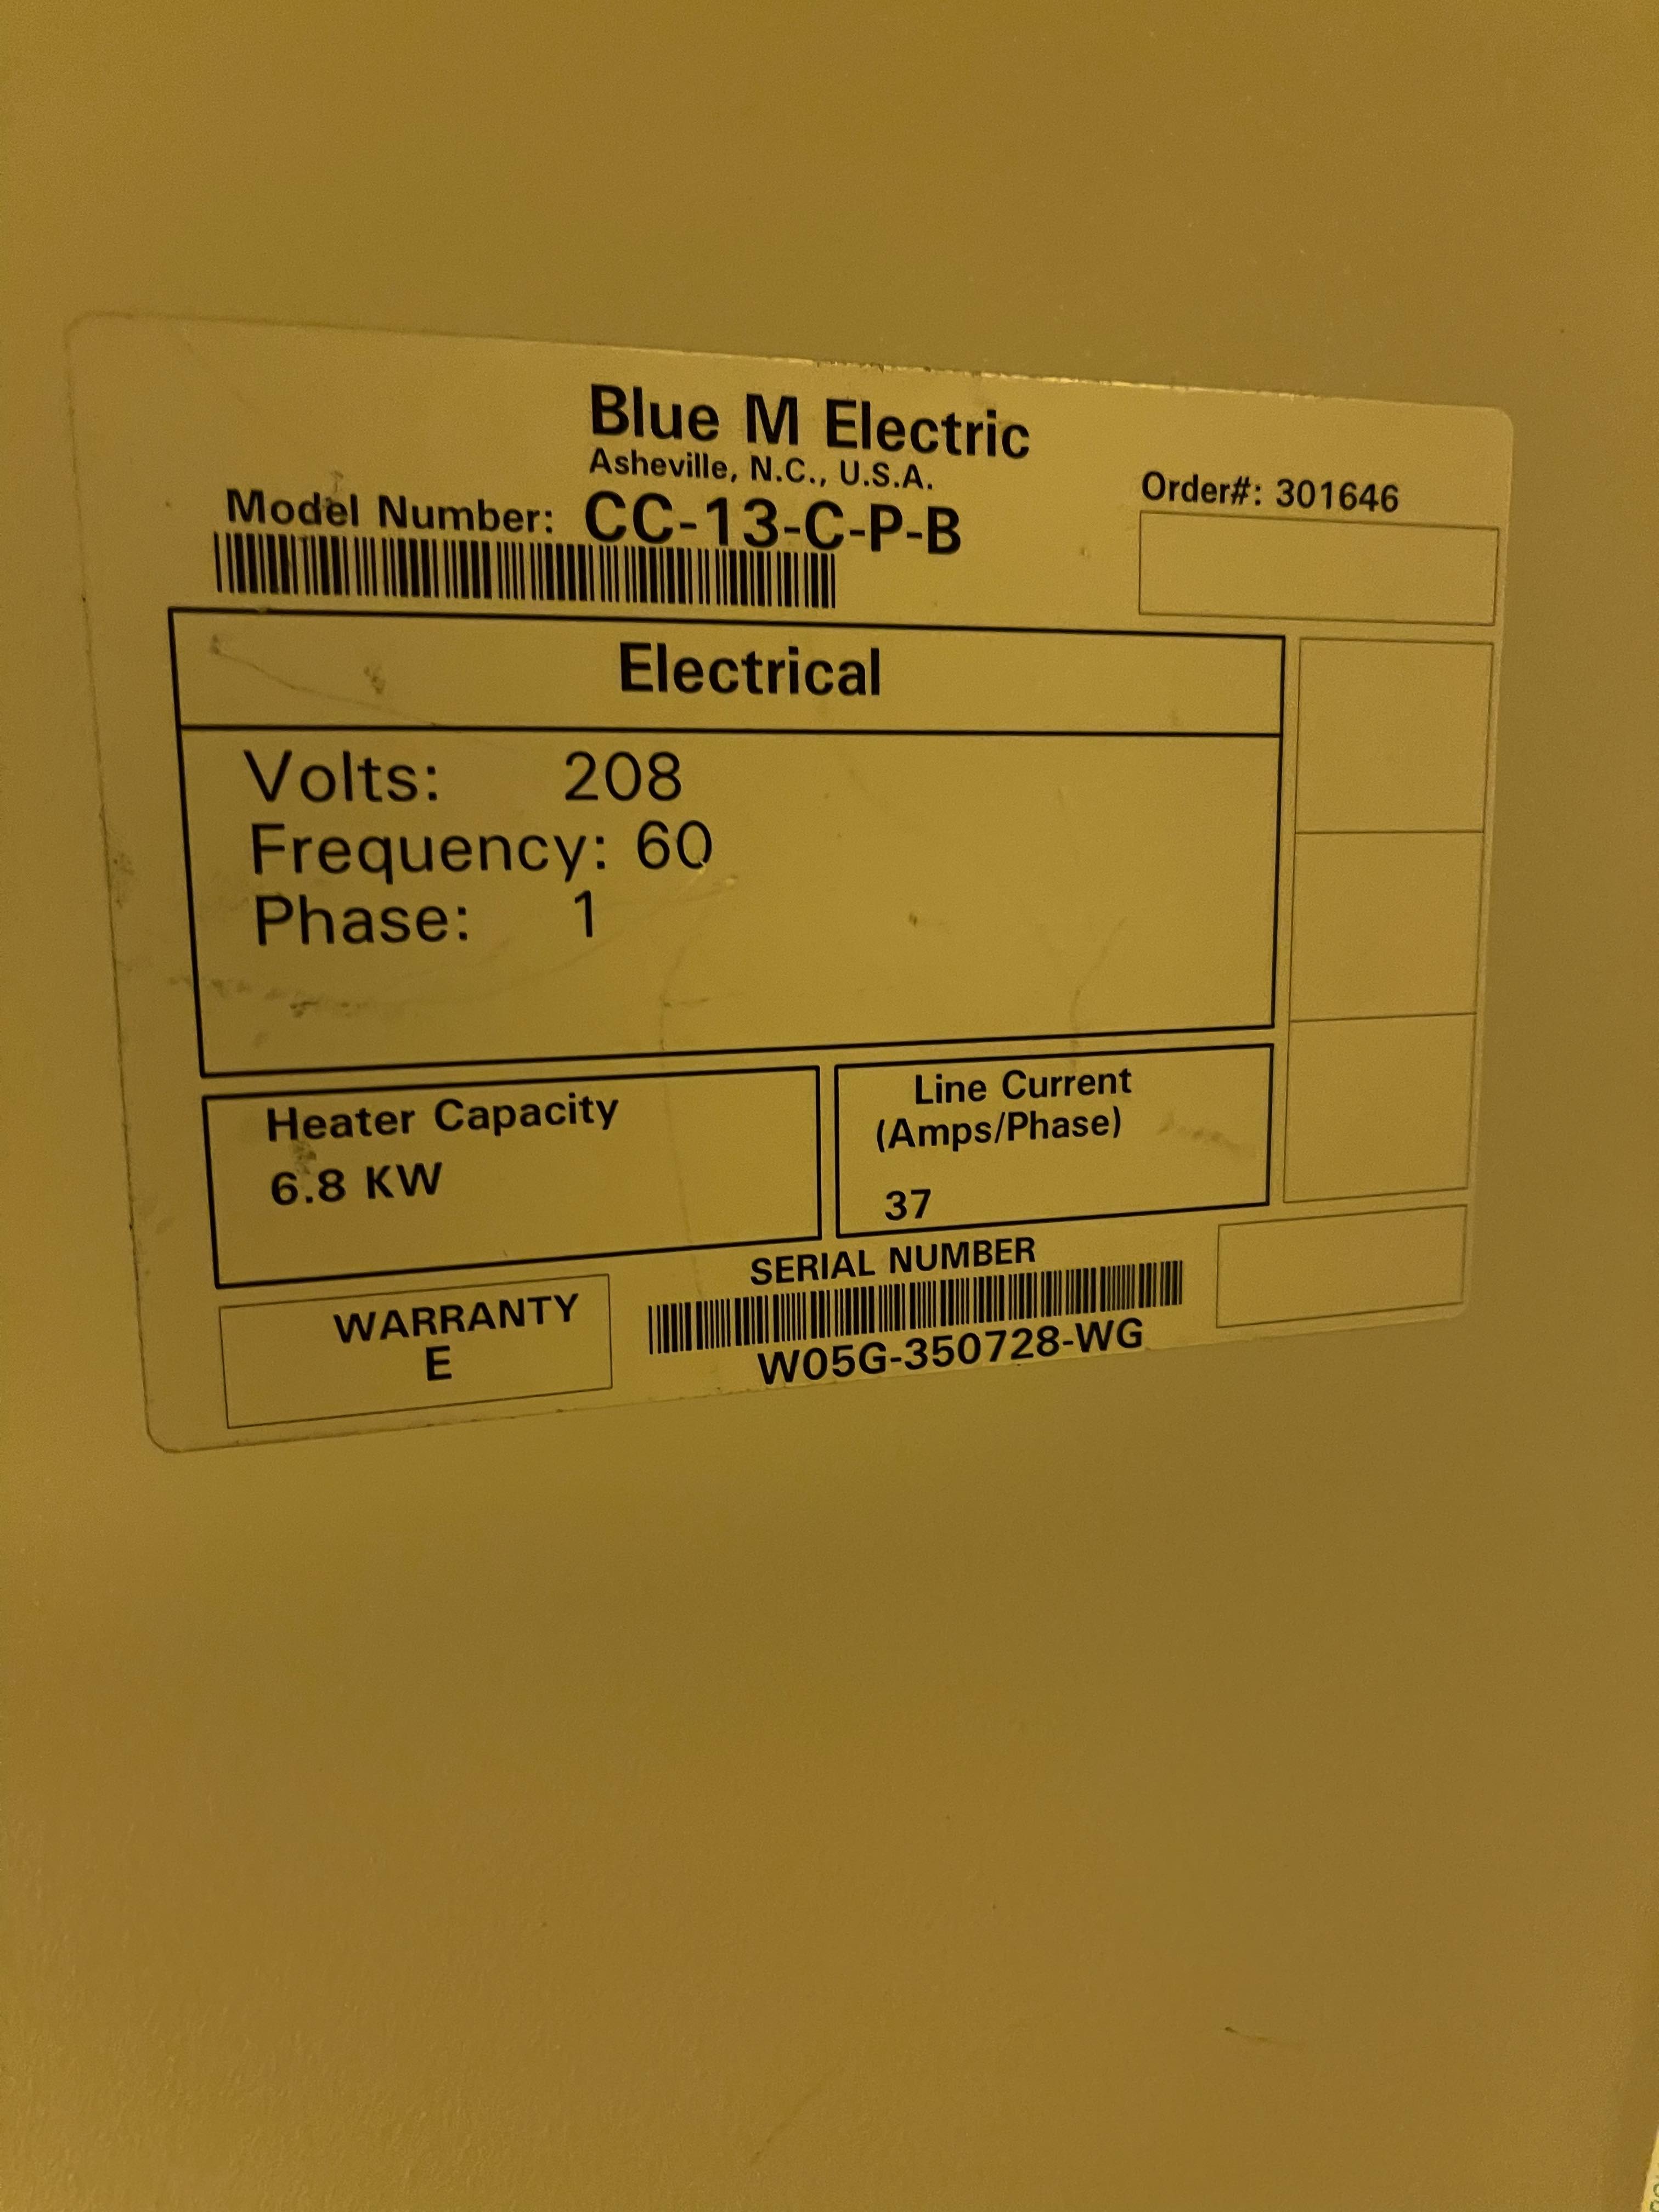 Blue M Electric
Asheville, N.C., U.S.A.
Order#: 301646
Model Number: CC-13-C-P-B
Electrical
Volts: 208
Frequency: 60
Phase: 1
Heater Capacity
6.8 KW
Line Current
(Amps/Phase)
37
WARRANTY
E
SERIAL NUMBER
W05G-350728-WG